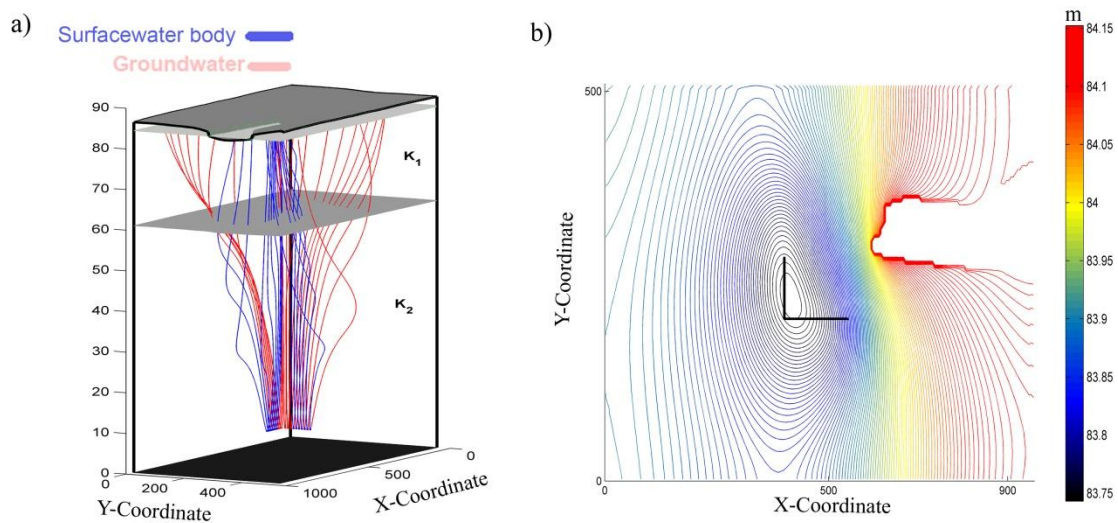 a)
Surfacewater body
Groundwater
90
80
70
60
50
40
30
20
10
0
K1
K2
0
200
400
1000
500
0
Y-Coordinate
X-Coordinate
b)
500
0
0
500
900
Y-Coordinate
X-Coordinate
m
84.15
84.1
84.05
84
83.95
83.9
83.85
83.8
83.75